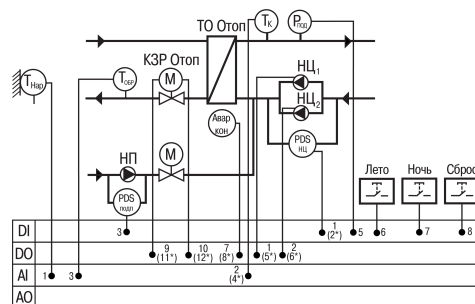 ТО Отоп
TК
PПОД
КЗР Отоп
TНар
TОБР
M
НЦ1
НЦ2
Авар
кон
PDS
НЦ
НП
M
PDS
подп
Лето
Ночь
Сброс
DI
3
1
(2*)
5
6
7
8
DO
9
(11*)
10
(12*)
7
(8*)
1
(5*)
2
(6*)
AI
1
3
2
(4*)
AO